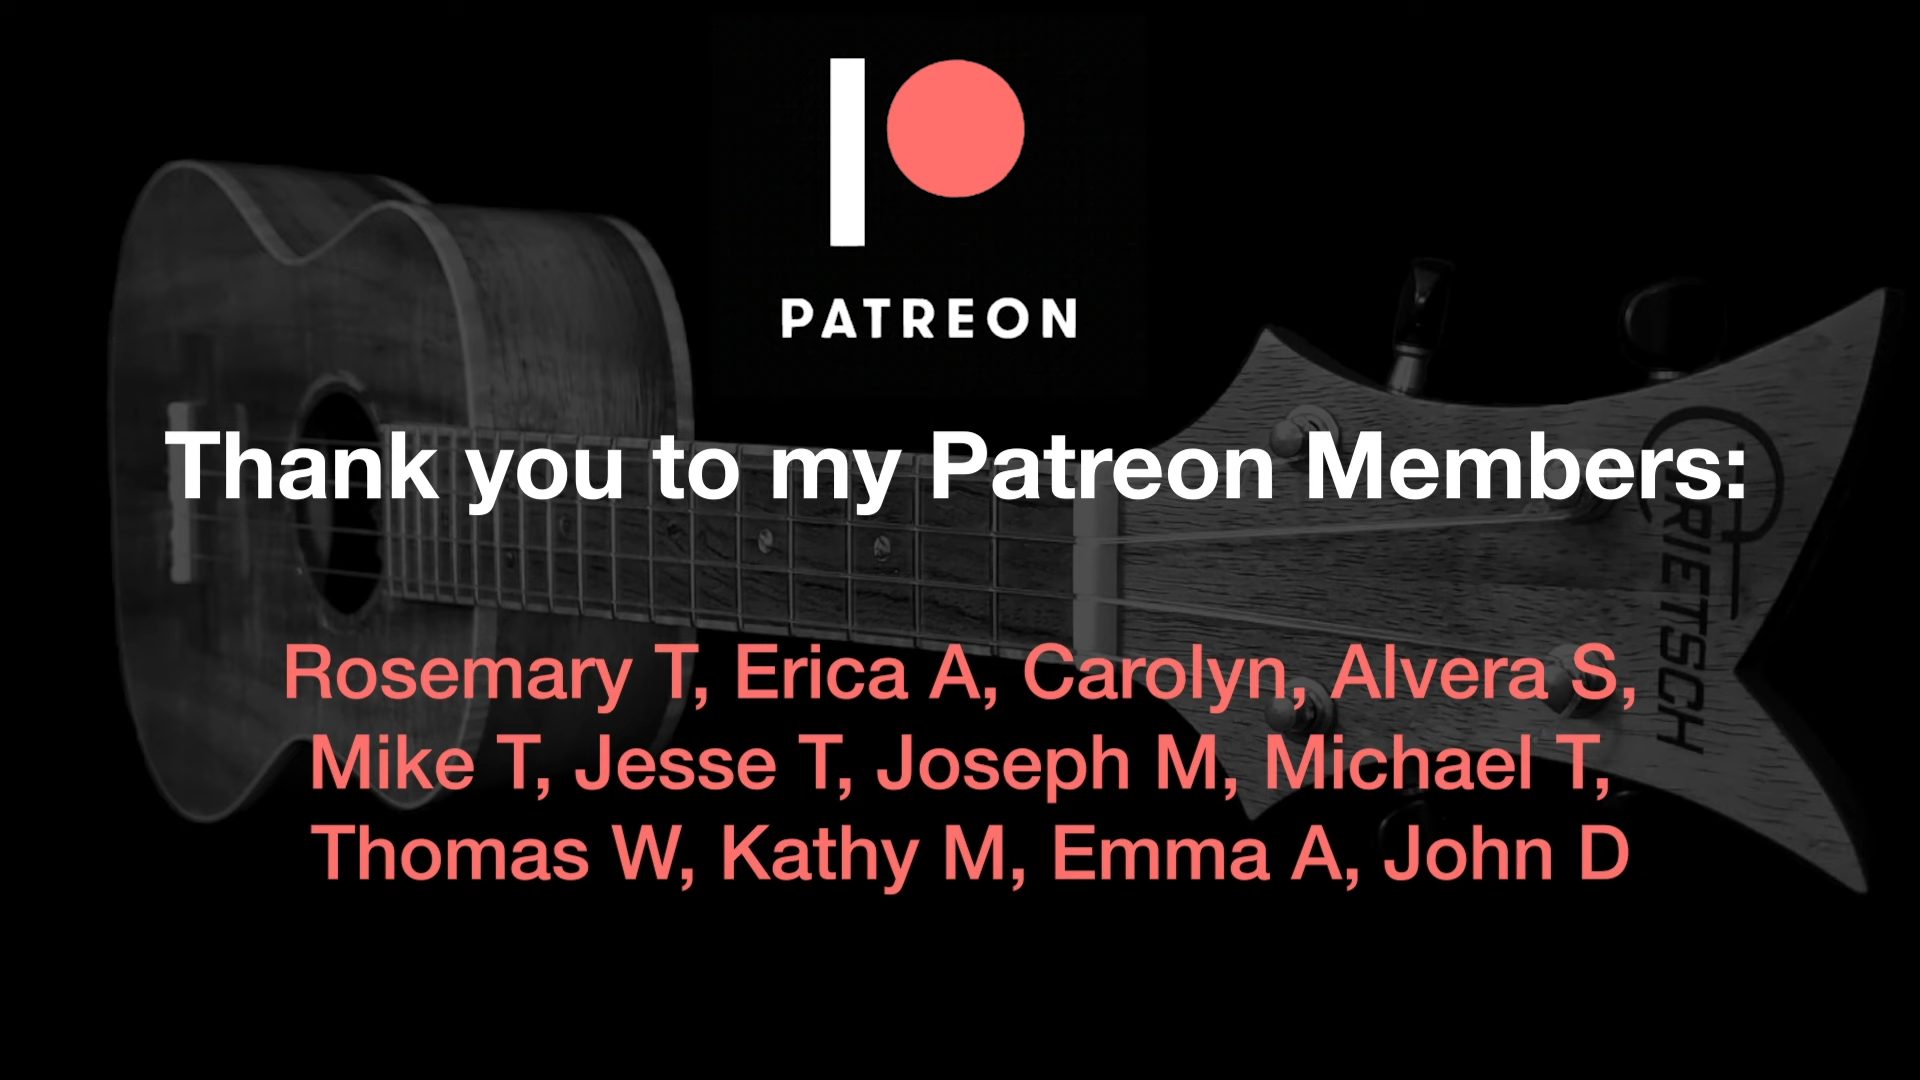 PATREON
Thank you to my Patreon Members:
GRIETSCH
Rosemary T, Erica A, Carolyn, Alvera S,
Mike T, Jesse T, Joseph M, Michael T,
Thomas W, Kathy M, Emma A, John D